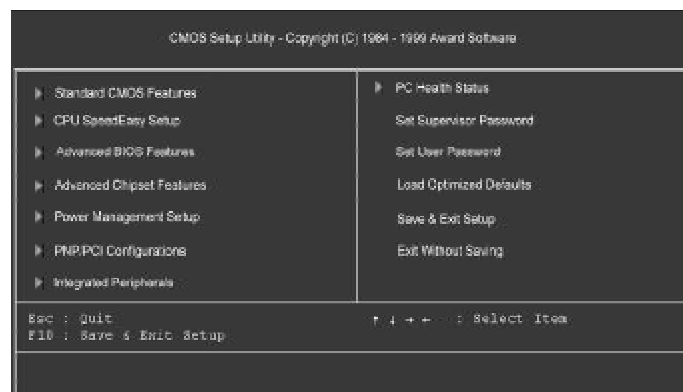 CMOS Setup Utility - Copyright (C) 1984 - 1999 Award Software
Standard CMOS Features
CPU SpeedEasy Setup
Advanced BIOS Features
Advanced Chipset Features
Power Management Setup
PNP/PCI Configurations
Integrated Peripherals
PC Health Status
Set Supervisor Password
Set User Password
Load Optimized Defaults
Save & Exit Setup
Exit Without Saving
Esc : Quit
F10 : Save & Exit Setup
↑ ↓ → ← : Select Item